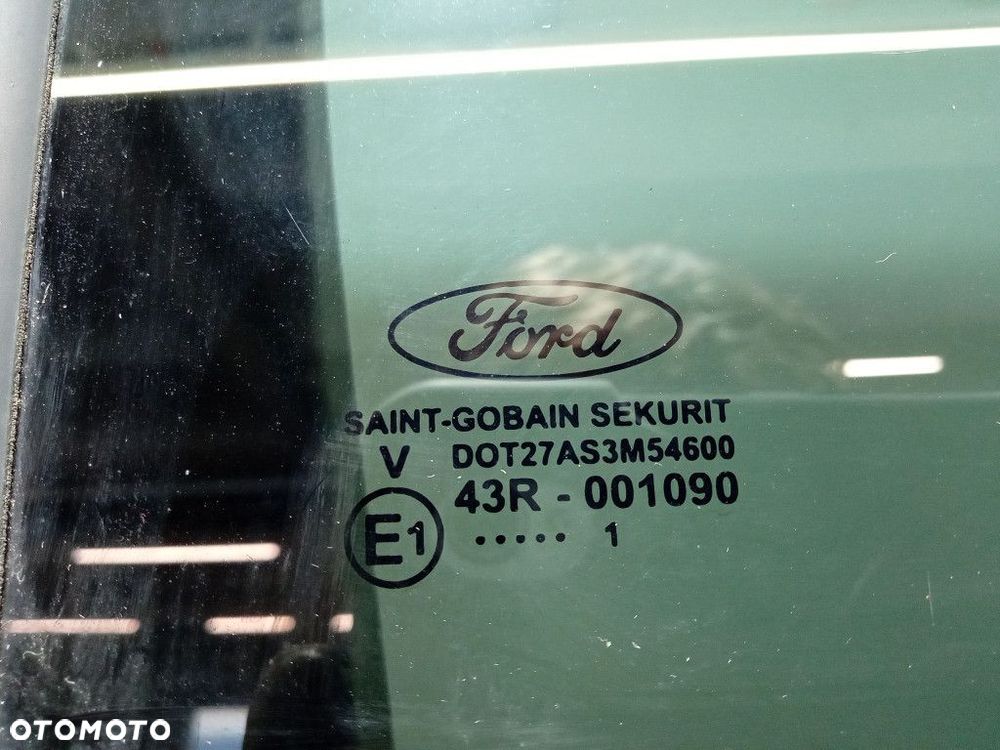 Ford
SAINT-GOBAIN SEKURIT
V DOT27AS3M54600
43R - 001090
E1 ..... 1
OTOMOTO